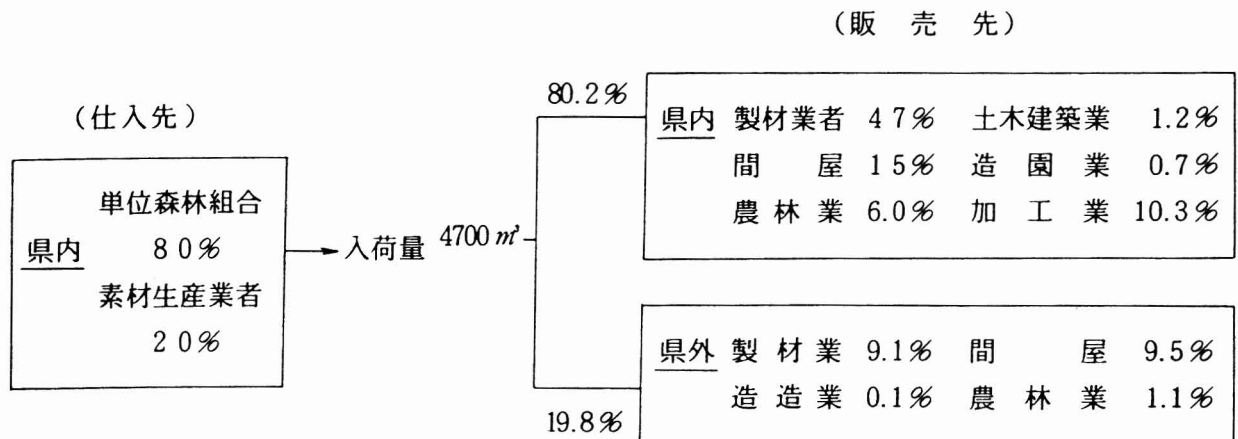 (販売先)
(仕入先)
県内
単位森林組合
80%
素材生産業者
20%
入荷量 4700㎥
80.2%
県内 製材業者 47% 土木建築業 1.2%
間屋 15% 造園業 0.7%
農林業 6.0% 加工業 10.3%
19.8%
県外 製材業 9.1% 間屋 9.5%
造造業 0.1% 農林業 1.1%